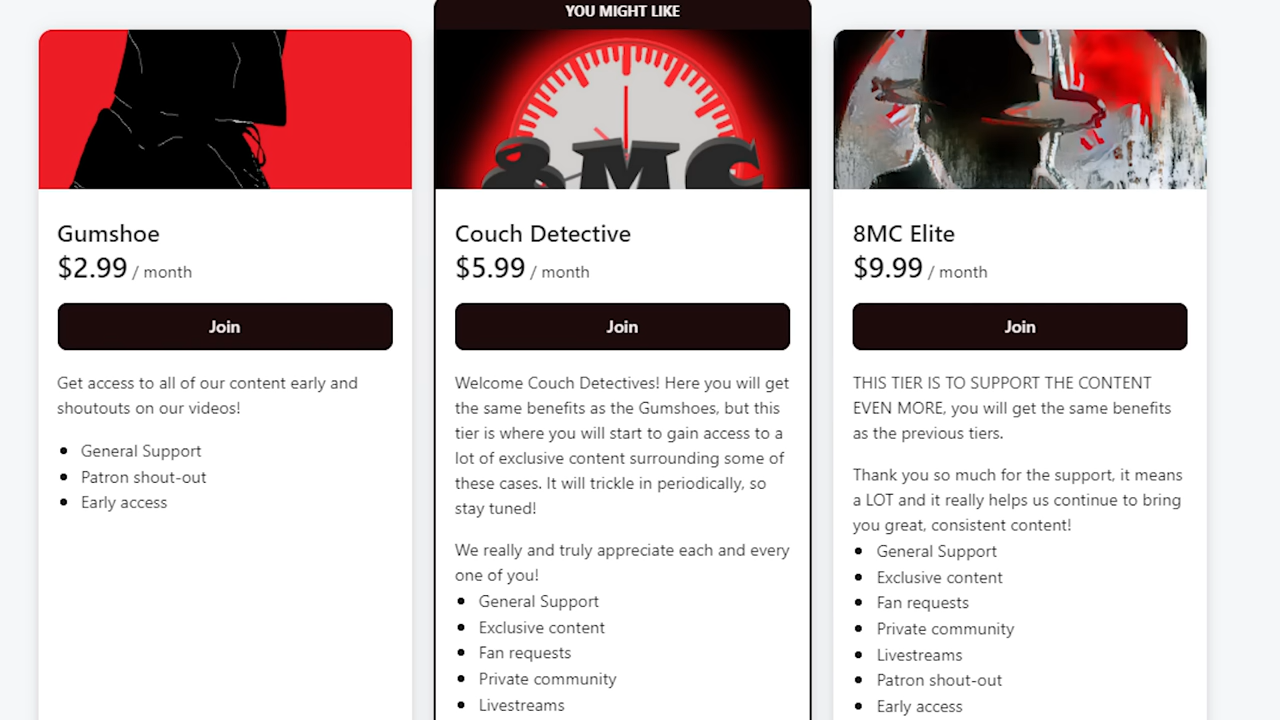 YOU MIGHT LIKE
8MC
Gumshoe
$2.99 / month
Join
Get access to all of our content early and
shoutouts on our videos!
General Support
Patron shout-out
Early access
Couch Detective
$5.99 / month
Join
Welcome Couch Detectives! Here you will get
the same benefits as the Gumshoes, but this
tier is where you will start to gain access to a
lot of exclusive content surrounding some of
these cases. It will trickle in periodically, so
stay tuned!
We really and truly appreciate each and every
one of you!
General Support
Exclusive content
Fan requests
Private community
Livestreams
8MC Elite
$9.99 / month
Join
THIS TIER IS TO SUPPORT THE CONTENT
EVEN MORE, you will get the same benefits
as the previous tiers.
Thank you so much for the support, it means
a LOT and it really helps us continue to bring
you great, consistent content!
General Support
Exclusive content
Fan requests
Private community
Livestreams
Patron shout-out
Early access